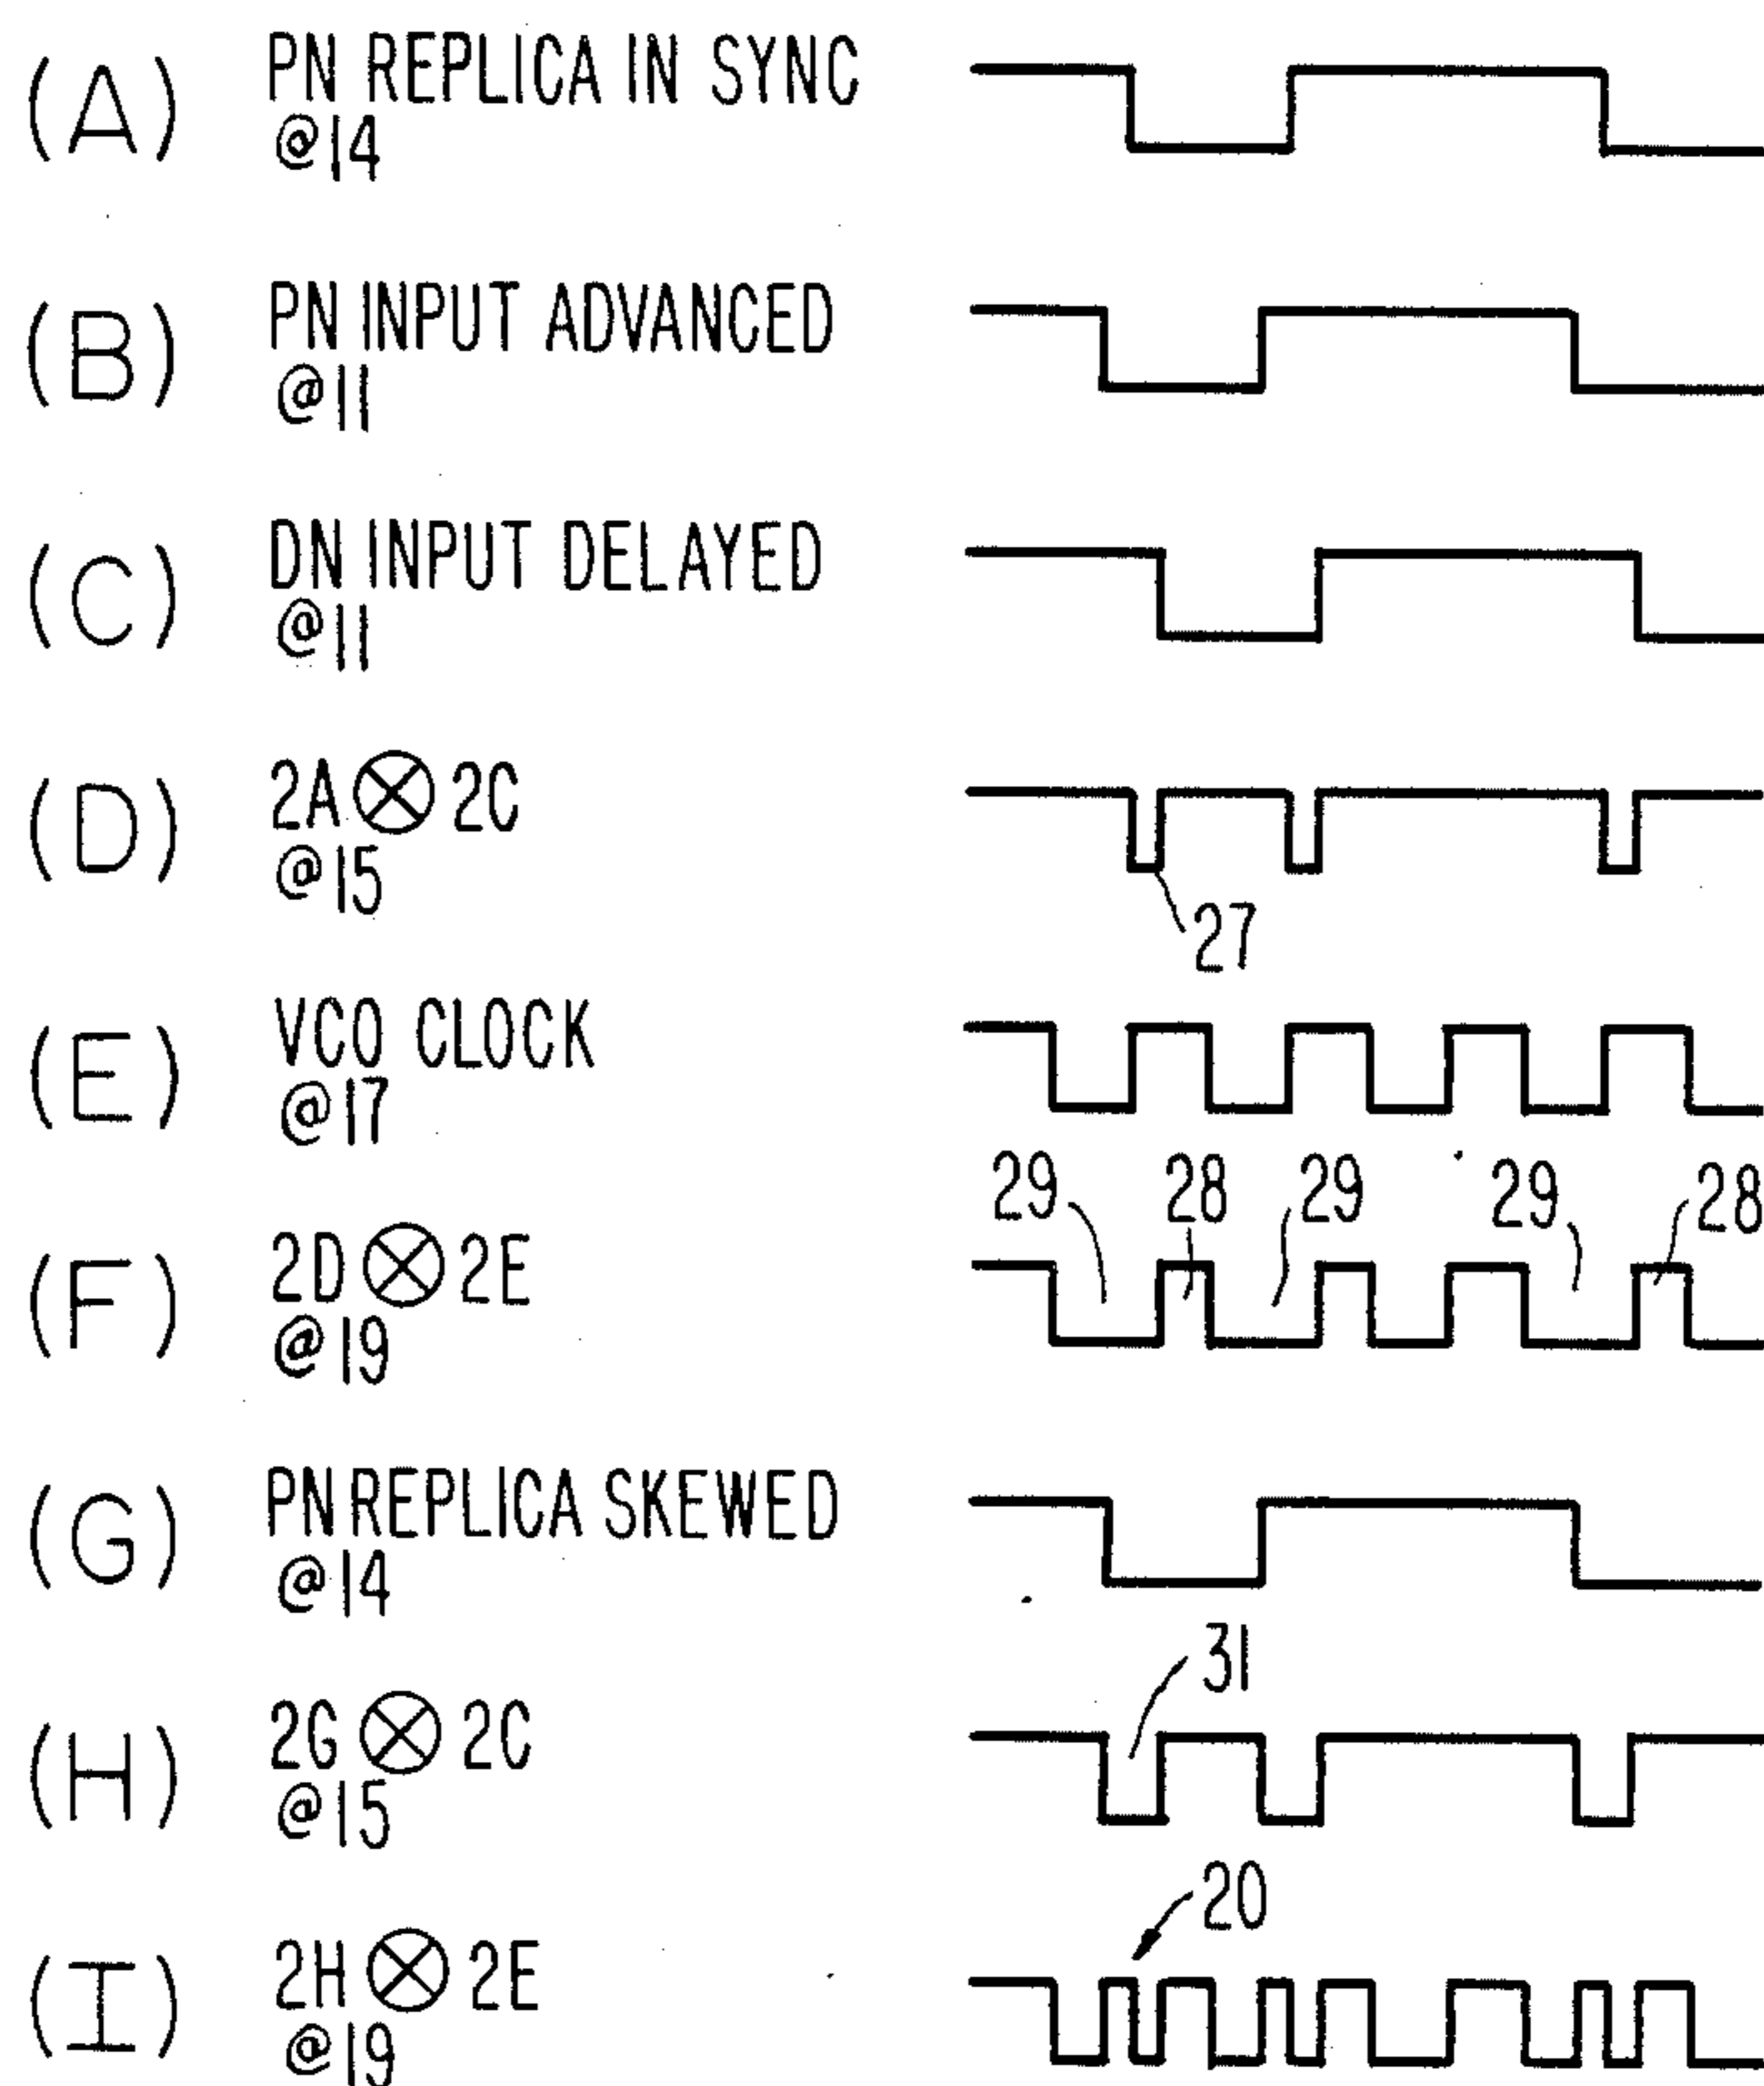 (A) PN REPLICA IN SYNC
@14
(B) PN INPUT ADVANCED
@11
(C) DN INPUT DELAYED
@11
(D) 2A ⊗ 2C
@15
27
(E) VCO CLOCK
@17
29 28 29 29 28
(F) 2D ⊗ 2E
@19
(G) PN REPLICA SKEWED
@14
31
(H) 2G ⊗ 2C
@15
20
(I) 2H ⊗ 2E
@19